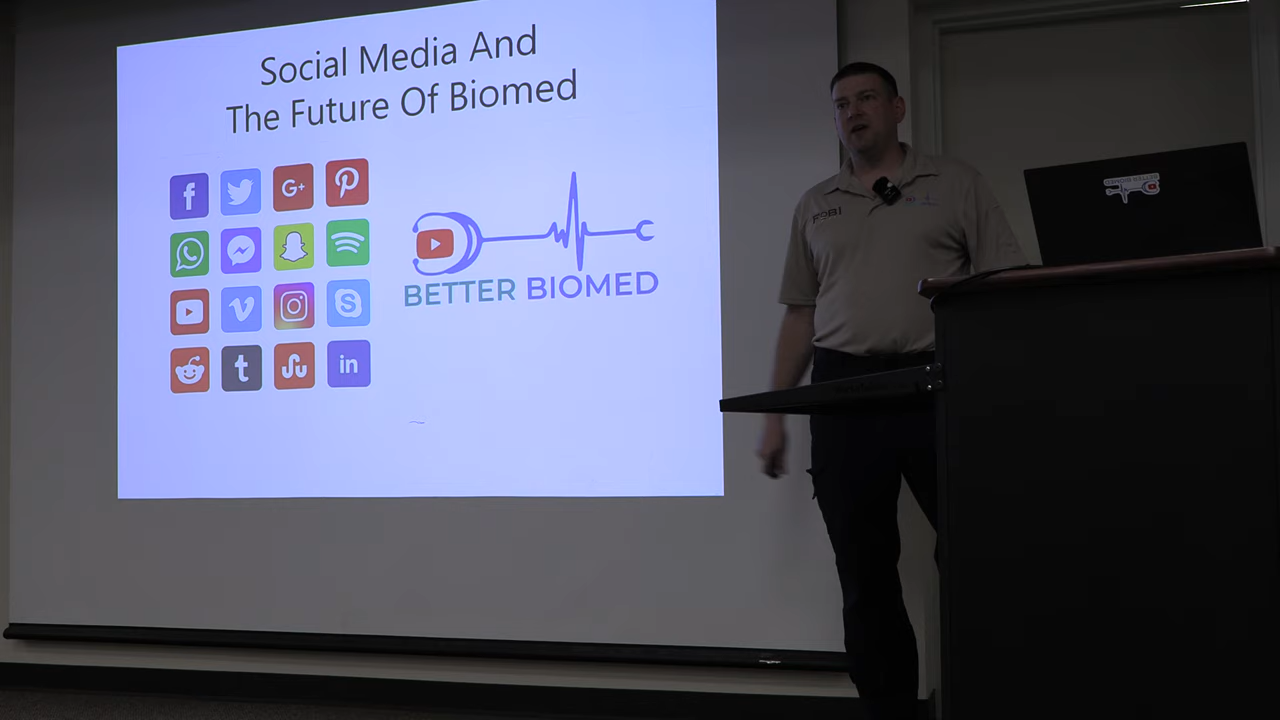 Social Media And
The Future Of Biomed
f
G+
t
in
BETTER BIOMED